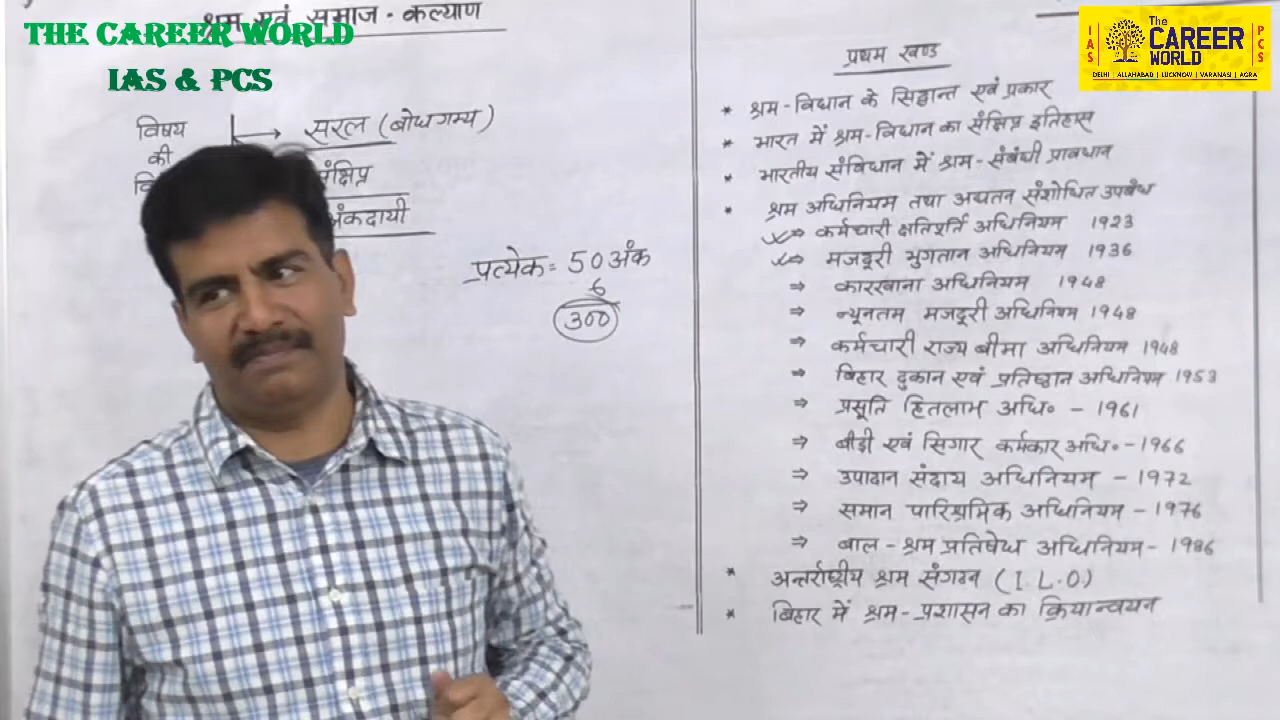 श्रम एवं समाज - कल्याण
THE CAREER WORLD
IAS & PCS
विषय
की
सरल (बोधगम्य)
प्रत्येक = 50 अंक
6
300
प्रथम खण्ड
* श्रम - विधान के सिद्धान्त एवं प्रकार
* भारत में श्रम - विधान का संक्षिप्त इतिहास
* भारतीय संविधान में श्रम - संबंधी प्रावधान
* श्रम अधिनियम तथा अद्यतन संशोधित उपबंध
⇒ कर्मचारी क्षतिपूर्ति अधिनियम 1923
⇒ मजदूरी भुगतान अधिनियम 1936
⇒ कारखाना अधिनियम 1948
⇒ न्यूनतम मजदूरी अधिनियम 1948
⇒ कर्मचारी राज्य बीमा अधिनियम 1948
⇒ बिहार दुकान एवं प्रतिष्ठान अधिनियम 1953
⇒ प्रसूति हितलाभ अधि० - 1961
⇒ बीडी एवं सिगार कर्मकार अधि० - 1966
⇒ उपादान संदाय अधिनियम - 1972
⇒ समान पारिश्रमिक अधिनियम - 1976
⇒ बाल - श्रम प्रतिषेध अधिनियम - 1986
* अन्तर्राष्ट्रीय श्रम संगठन (I.L.O)
* बिहार में श्रम - प्रशासन का क्रियान्वयन
IAS
The
CAREER
WORLD
PCS
DELHI | ALLAHABAD | LUCKNOW | VARANASI | AGRA